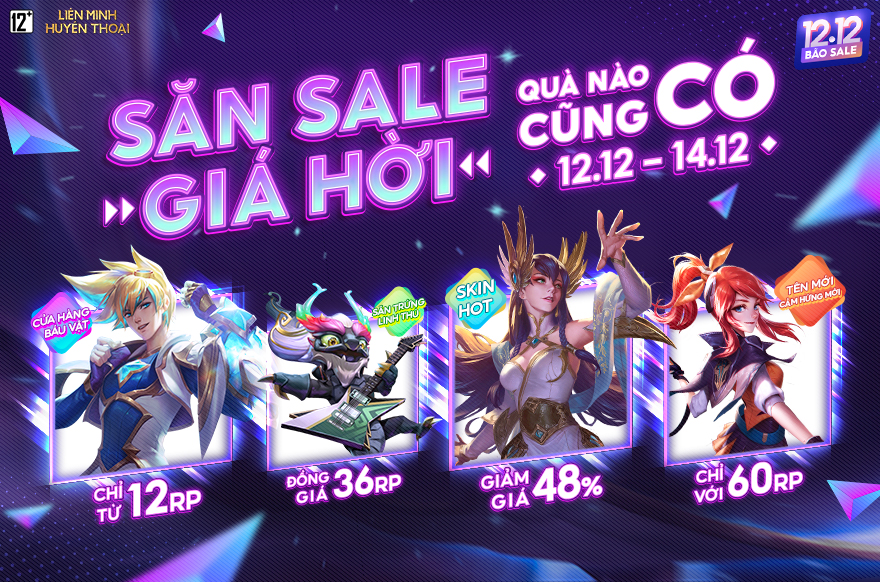 12+
LIÊN MINH
HUYỀN THOẠI
12.12
BÃO SALE
SĂN SALE
GIÁ HỜI
QUÀ NÀO
CŨNG CÓ
12.12 – 14.12
CỬA HÀNG
BÁU VẬT
CHỈ
TỪ 12RP
SĂN TRỨNG
LINH THÚ
ĐỒNG
GIÁ 36RP
SKIN
HOT
GIẢM
GIÁ 48%
TÊN MỚI
CẢM HỨNG MỚI
CHỈ
VỚI 60RP